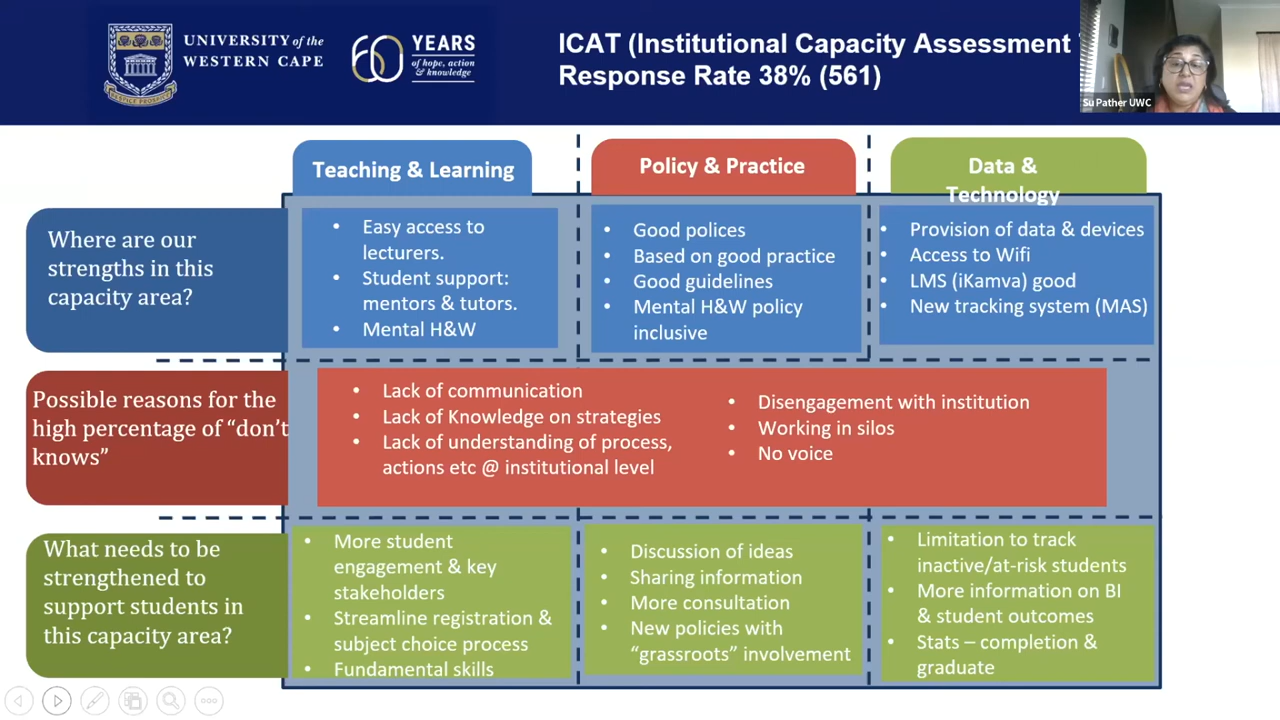 UNIVERSITY of the
WESTERN CAPE
60 YEARS
of hope, action
& knowledge
ICAT (Institutional Capacity Assessment
Response Rate 38% (561)
Su Pather UWC
Teaching & Learning
Policy & Practice
Data &
Technology
Where are our
strengths in this
capacity area?
• Easy access to
lecturers.
• Student support:
mentors & tutors.
• Mental H&W
• Good polices
• Based on good practice
• Good guidelines
• Mental H&W policy
inclusive
• Provision of data & devices
• Access to Wifi
• LMS (iKamva) good
• New tracking system (MAS)
Possible reasons for the
high percentage of “don’t
knows”
• Lack of communication
• Lack of Knowledge on strategies
• Lack of understanding of process,
actions etc @ institutional level
• Disengagement with institution
• Working in silos
• No voice
What needs to be
strengthened to
support students in
this capacity area?
• More student
engagement & key
stakeholders
• Streamline registration &
subject choice process
• Fundamental skills
• Discussion of ideas
• Sharing information
• More consultation
• New policies with
“grassroots” involvement
• Limitation to track
inactive/at-risk students
• More information on BI
& student outcomes
• Stats – completion &
graduate